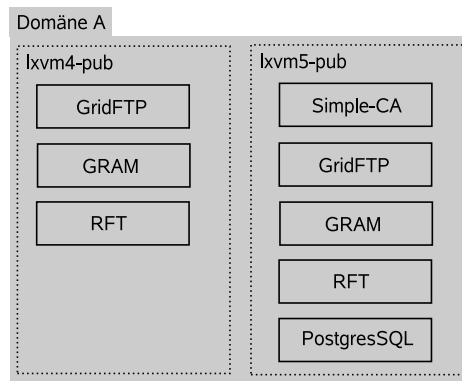 Domäne A
lxvm4-pub
GridFTP
GRAM
RFT
lxvm5-pub
Simple-CA
GridFTP
GRAM
RFT
PostgresSQL